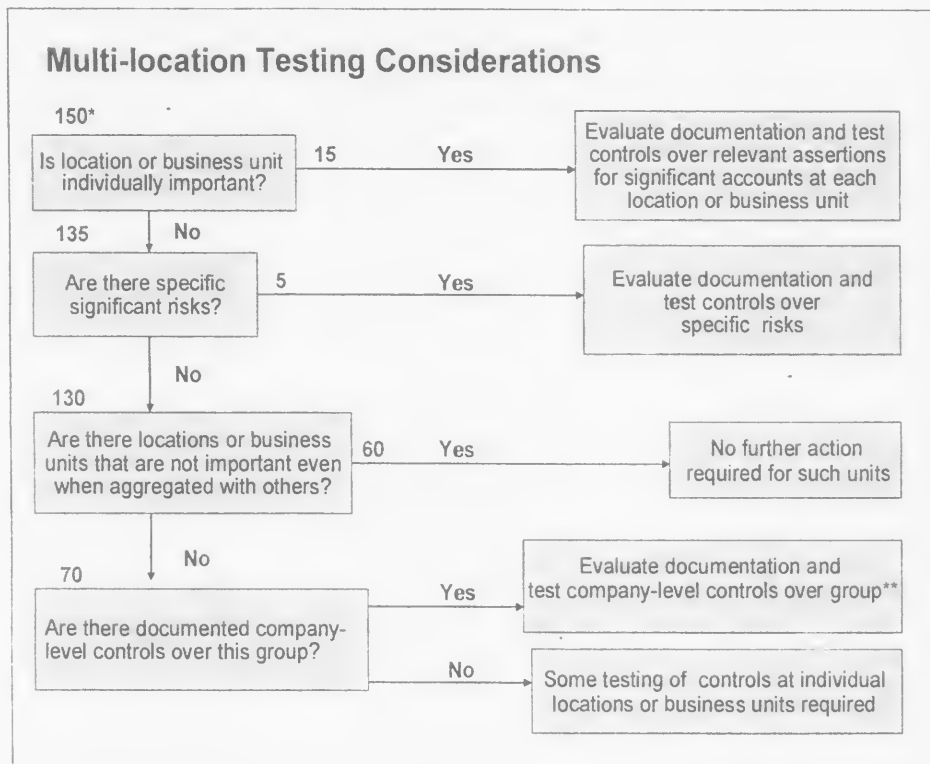 Multi-location Testing Considerations
150*
Is location or business unit
individually important?
15 Yes
Evaluate documentation and test
controls over relevant assertions
for significant accounts at each
location or business unit
No
135
Are there specific
significant risks?
5 Yes
Evaluate documentation and
test controls over
specific risks
No
130
Are there locations or business
units that are not important even
when aggregated with others?
60 Yes
No further action
required for such units
No
70
Are there documented company-
level controls over this group?
Yes
Evaluate documentation and
test company-level controls over group**
No
Some testing of controls at individual
locations or business units required